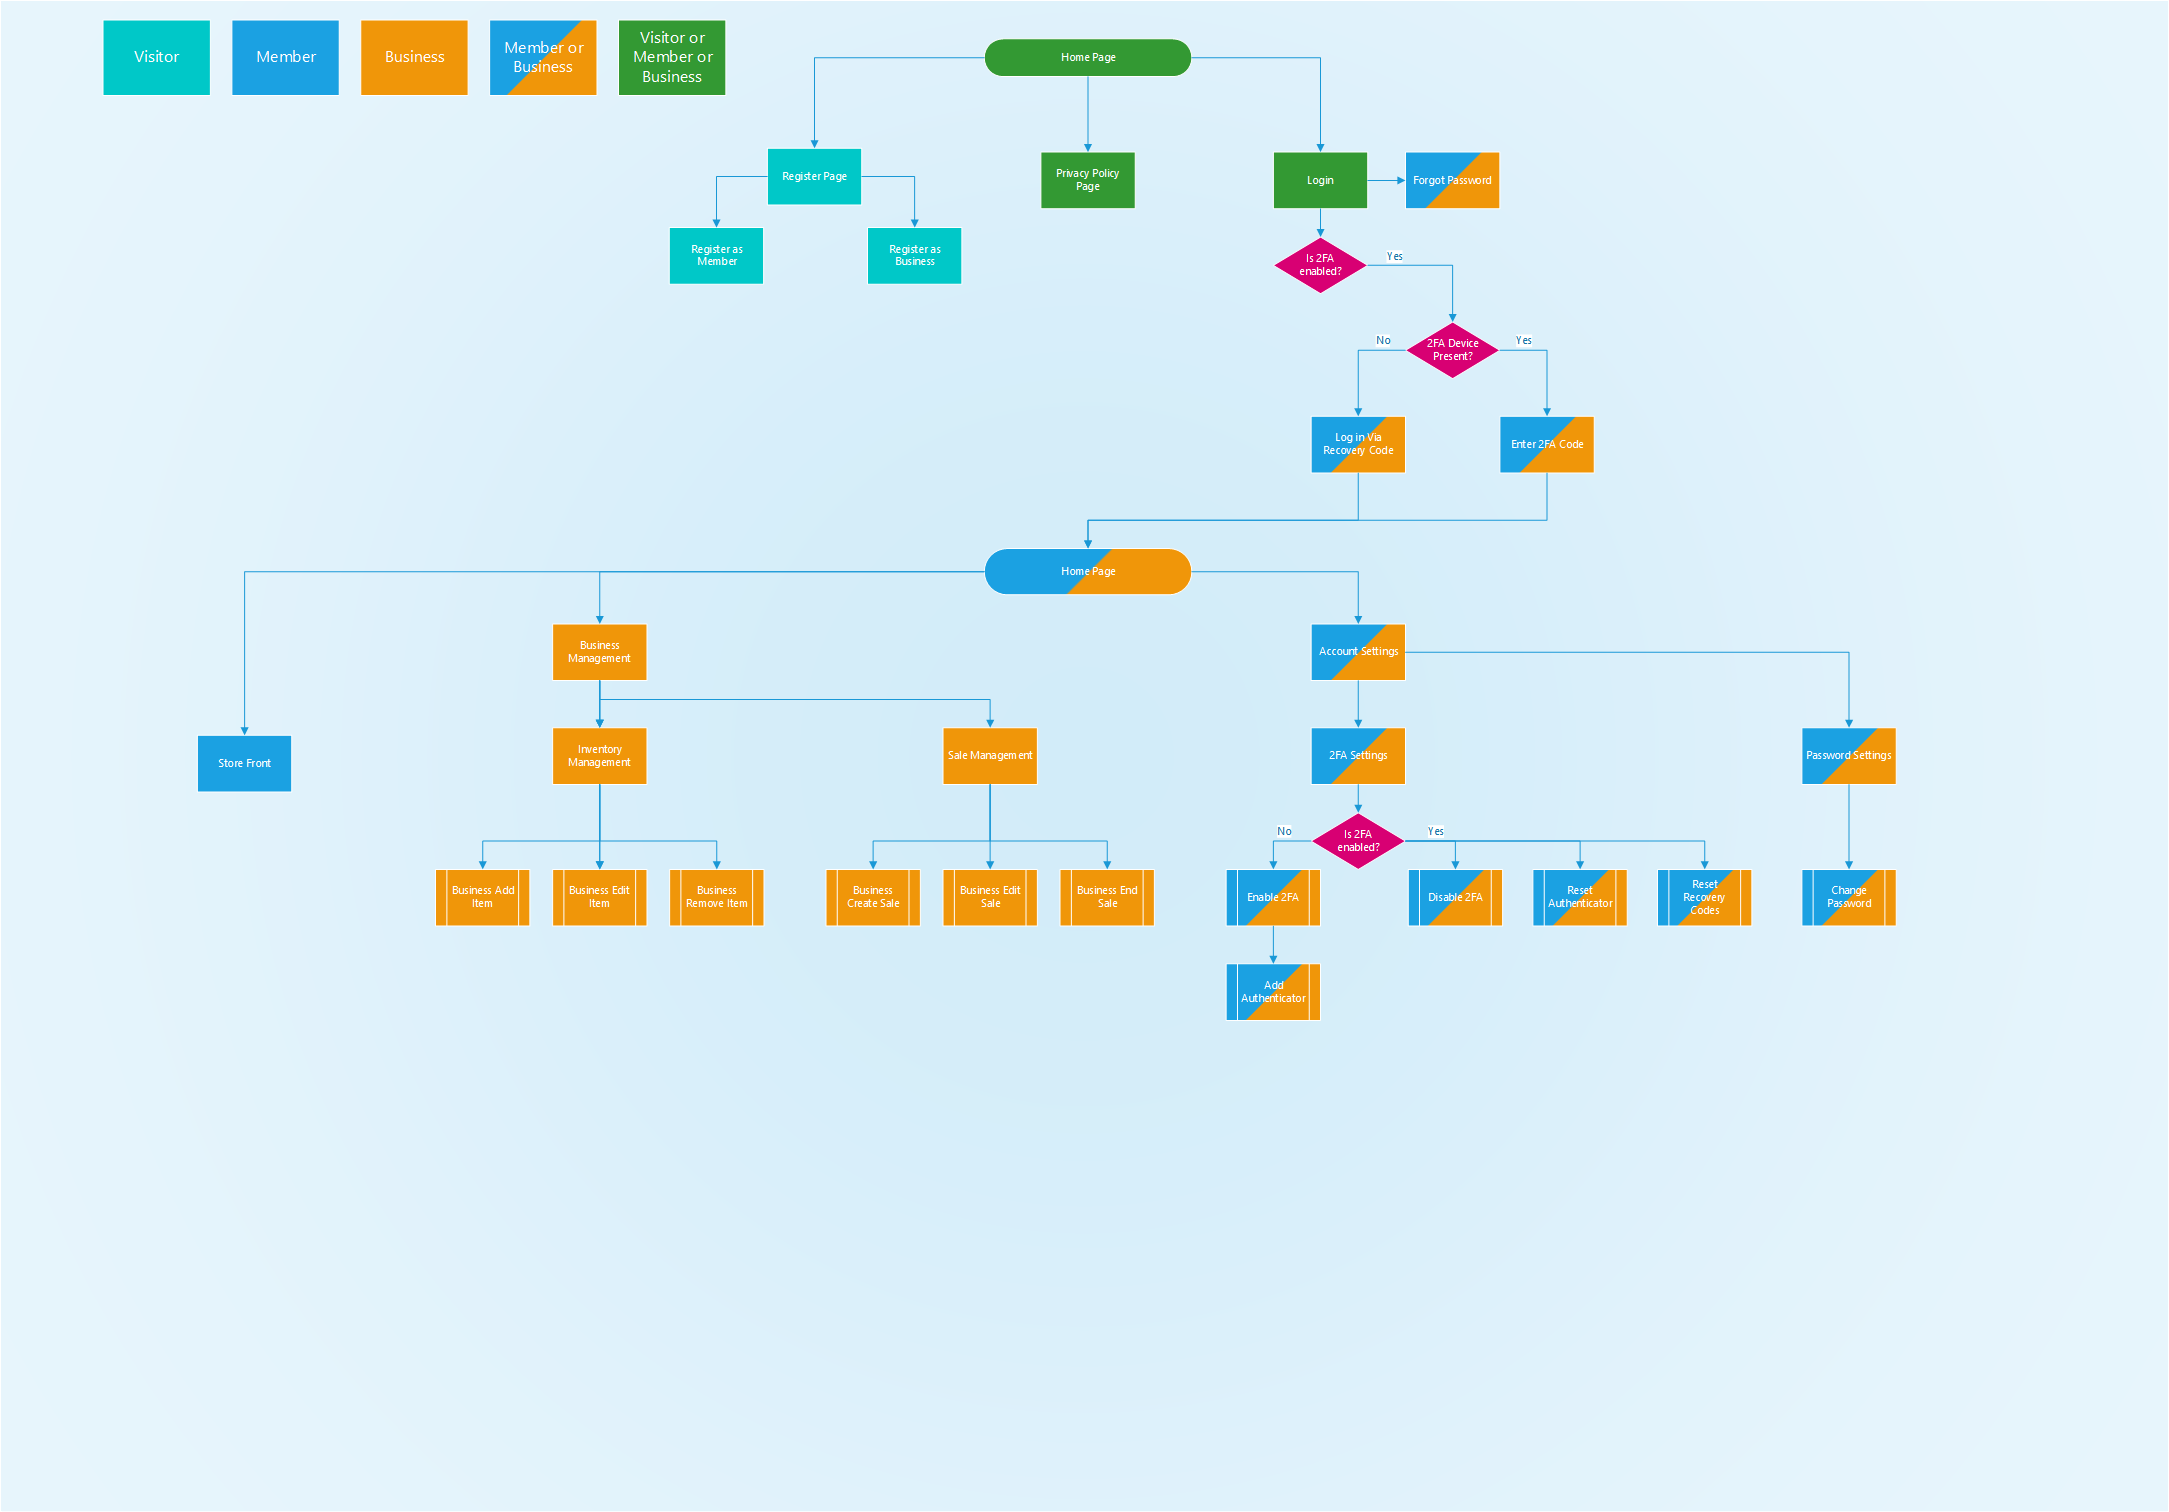 Visitor
Member
Business
Member or
Business
Visitor or
Member or
Business
Home Page
Register Page
Privacy Policy
Page
Login
Forgot Password
Register as
Member
Register as
Business
Is 2FA
enabled?
Yes
2FA Device
Present?
No
Yes
Log in Via
Recovery Code
Enter 2FA Code
Home Page
Business
Management
Account Settings
Store Front
Inventory
Management
Sale Management
2FA Settings
Password Settings
Is 2FA
enabled?
No
Yes
Business Add
Item
Business Edit
Item
Business
Remove Item
Business
Create Sale
Business Edit
Sale
Business End
Sale
Enable 2FA
Disable 2FA
Reset
Authenticator
Reset
Recovery
Codes
Change
Password
Add
Authenticator